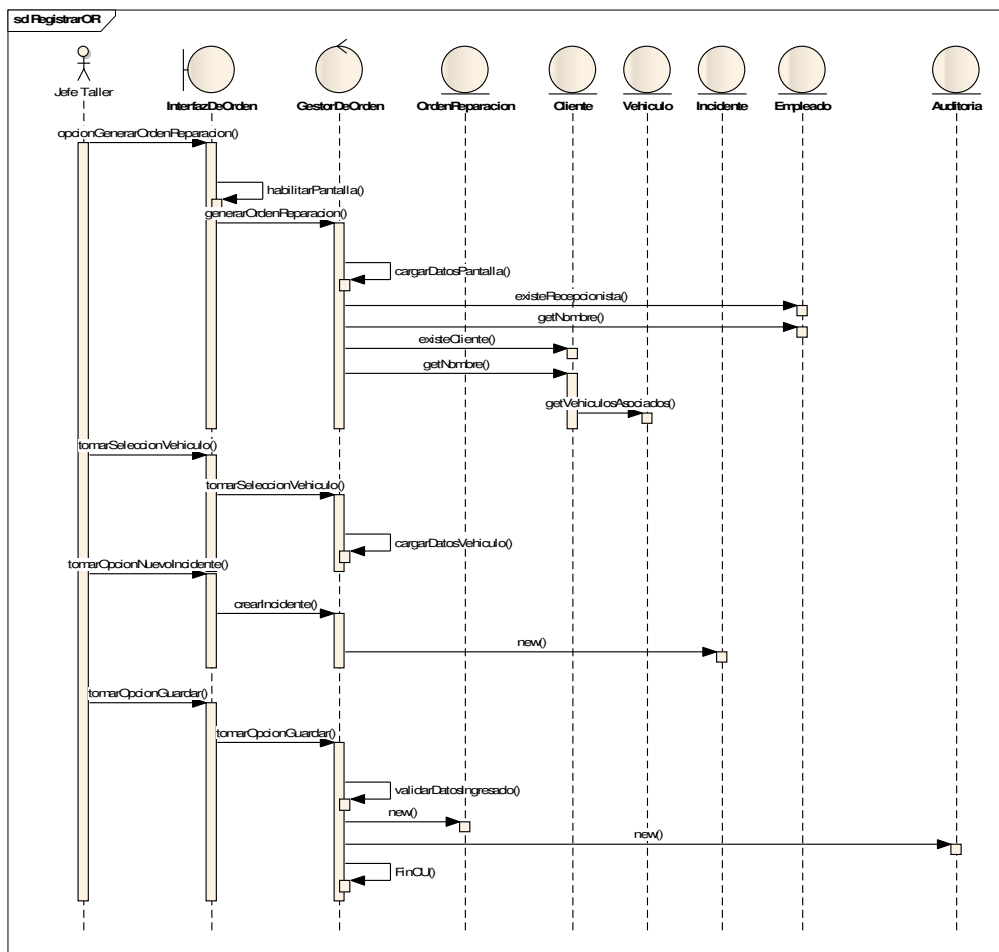 sd RegistrarOR
Jefe Taller
InterfazDeOrden
GestorDeOrden
OrdenReparacion
Cliente
Vehiculo
Incidente
Empleado
Auditoria
opcionGenerarOrdenReparacion()
habilitarPantalla()
generarOrdenReparacion()
cargarDatosPantalla()
existeRecepcionista()
getNombre()
existeCliente()
getNombre()
getVehiculosAsociados()
tomarSeleccionVehiculo()
tomarSeleccionVehiculo()
cargarDatosVehiculo()
tomarOpcionNuevoIncidente()
crearIncidente()
new()
tomarOpcionGuardar()
tomarOpcionGuardar()
validarDatosIngresado()
new()
new()
FinCU()